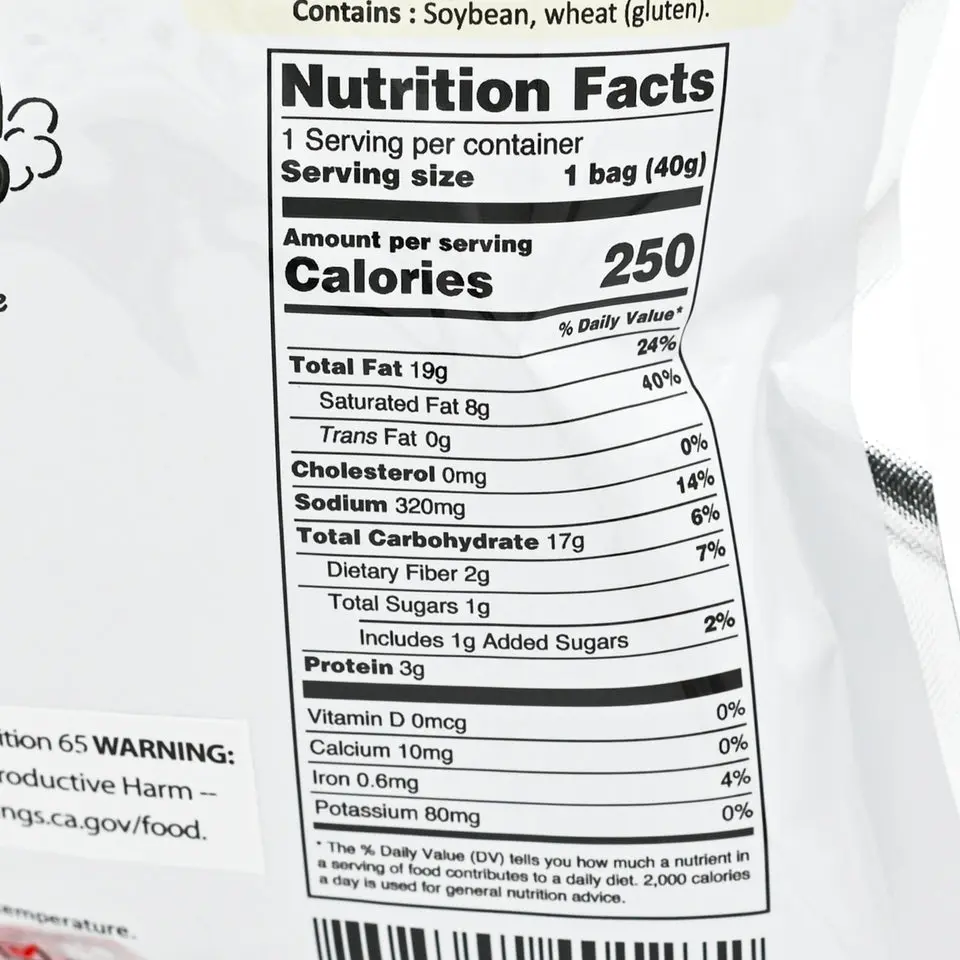 Contains : Soybean, wheat (gluten).
Nutrition Facts
1 Serving per container
Serving size 1 bag (40g)
Amount per serving
Calories 250
% Daily Value*
Total Fat 19g 24%
Saturated Fat 8g 40%
Trans Fat 0g
Cholesterol 0mg 0%
Sodium 320mg 14%
Total Carbohydrate 17g 6%
Dietary Fiber 2g 7%
Total Sugars 1g
Includes 1g Added Sugars 2%
Protein 3g
Vitamin D 0mcg 0%
Calcium 10mg 0%
Iron 0.6mg 4%
Potassium 80mg 0%
* The % Daily Value (DV) tells you how much a nutrient in
a serving of food contributes to a daily diet. 2,000 calories
a day is used for general nutrition advice.
65 WARNING:
Harm --
ngs.ca.gov/food.